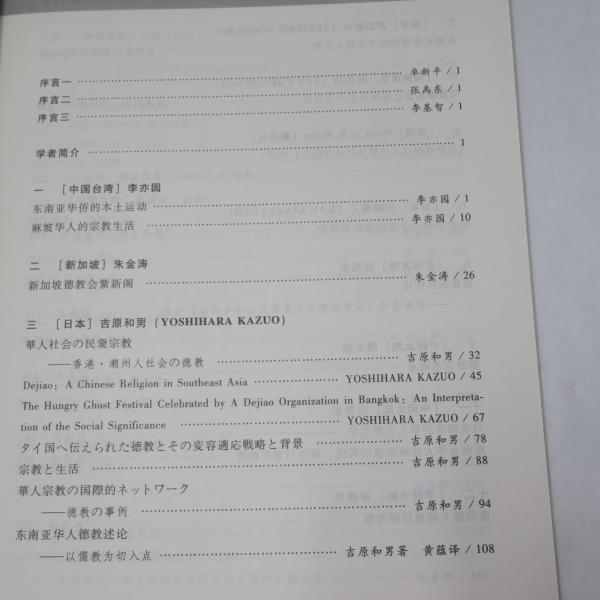 序言一 …… 卓新平 / 1
序言二 …… 张禹东 / 1
序言三 …… 李基智 / 1
学者简介 …… 1
一 [中国台湾] 李亦园
东南亚华侨的本土运动 …… 李亦园 / 1
麻坡华人的宗教生活 …… 李亦园 / 10
二 [新加坡] 朱金涛
新加坡德教会紫新阁 …… 朱金涛 / 26
三 [日本] 吉原和男 (YOSHIHARA KAZUO)
華人社会の民衆宗教
——香港·潮州人社会の徳教 …… 吉原和男 / 32
Dejiao: A Chinese Religion in Southeast Asia …… YOSHIHARA KAZUO / 45
The Hungry Ghost Festival Celebrated by A Dejiao Organization in Bangkok: An Interpreta-
tion of the Social Significance …… YOSHIHARA KAZUO / 67
タイ国へ伝えられた徳教とその変容適応戦略と背景 …… 吉原和男 / 78
宗教と生活 …… 吉原和男 / 88
華人宗教の国際的ネットワーク
——徳教の事例 …… 吉原和男 / 94
东南亚华人德教述论
——以儒教为切入点 …… 吉原和男著 黄蕴译 / 108